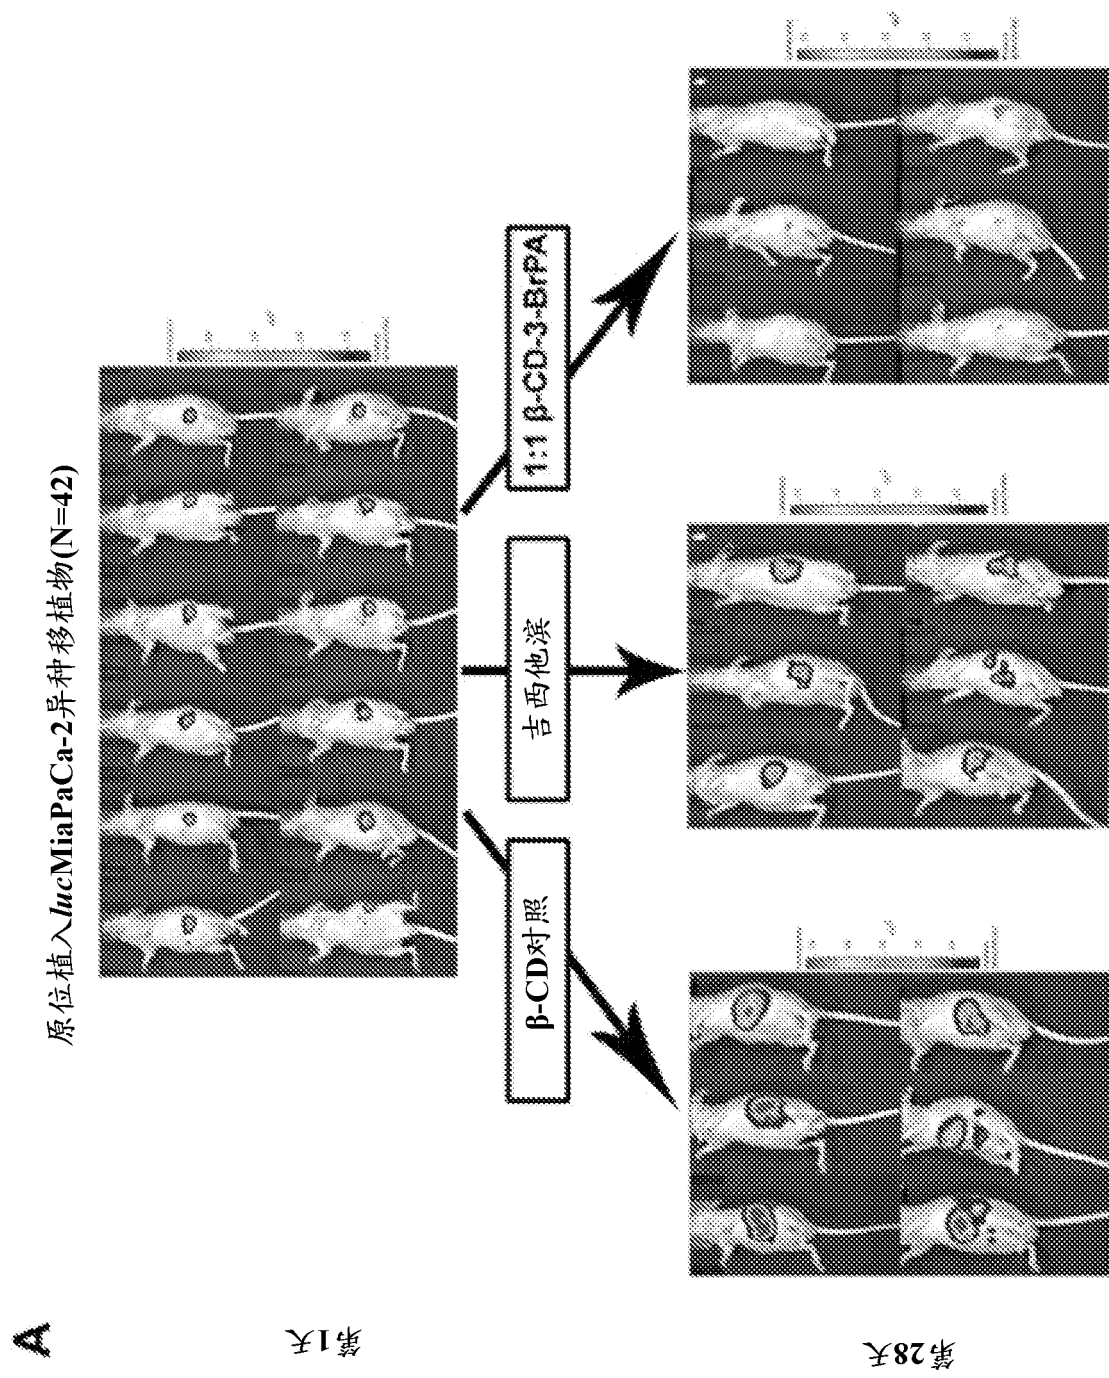 A
原位植入lucMiaPaCa-2异种移植物(N=42)
第1天
β-CD对照
吉西他滨
1:1 β-CD-3-BrPA
第28天